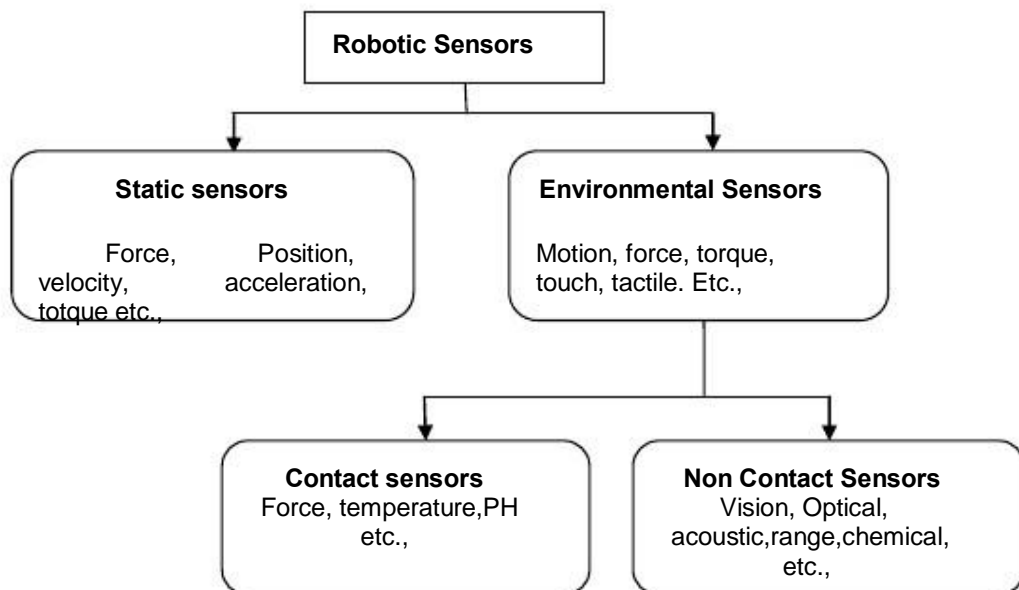 Robotic Sensors
Static sensors
Force, Position,
velocity, acceleration,
totque etc.,
Environmental Sensors
Motion, force, torque,
touch, tactile. Etc.,
Contact sensors
Force, temperature,PH
etc.,
Non Contact Sensors
Vision, Optical,
acoustic,range,chemical,
etc.,